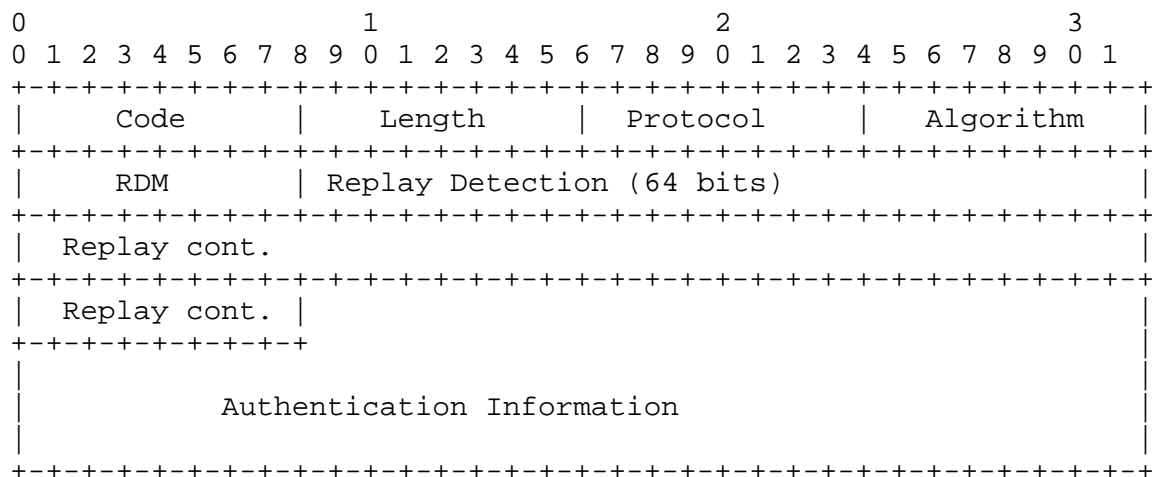 0                   1                   2                   3
0 1 2 3 4 5 6 7 8 9 0 1 2 3 4 5 6 7 8 9 0 1 2 3 4 5 6 7 8 9 0 1
+-+-+-+-+-+-+-+-+-+-+-+-+-+-+-+-+-+-+-+-+-+-+-+-+-+-+-+-+-+-+-+-+
|     Code      |    Length     |  Protocol     |   Algorithm   |
+-+-+-+-+-+-+-+-+-+-+-+-+-+-+-+-+-+-+-+-+-+-+-+-+-+-+-+-+-+-+-+-+
|     RDM       | Replay Detection (64 bits)                    |
+-+-+-+-+-+-+-+-+-+-+-+-+-+-+-+-+-+-+-+-+-+-+-+-+-+-+-+-+-+-+-+-+
|  Replay cont.                                                 |
+-+-+-+-+-+-+-+-+-+-+-+-+-+-+-+-+-+-+-+-+-+-+-+-+-+-+-+-+-+-+-+-+
|  Replay cont. |                                               |
+-+-+-+-+-+-+-+-+                                               |
|                                                               |
|           Authentication Information                          |
|                                                               |
+-+-+-+-+-+-+-+-+-+-+-+-+-+-+-+-+-+-+-+-+-+-+-+-+-+-+-+-+-+-+-+-+